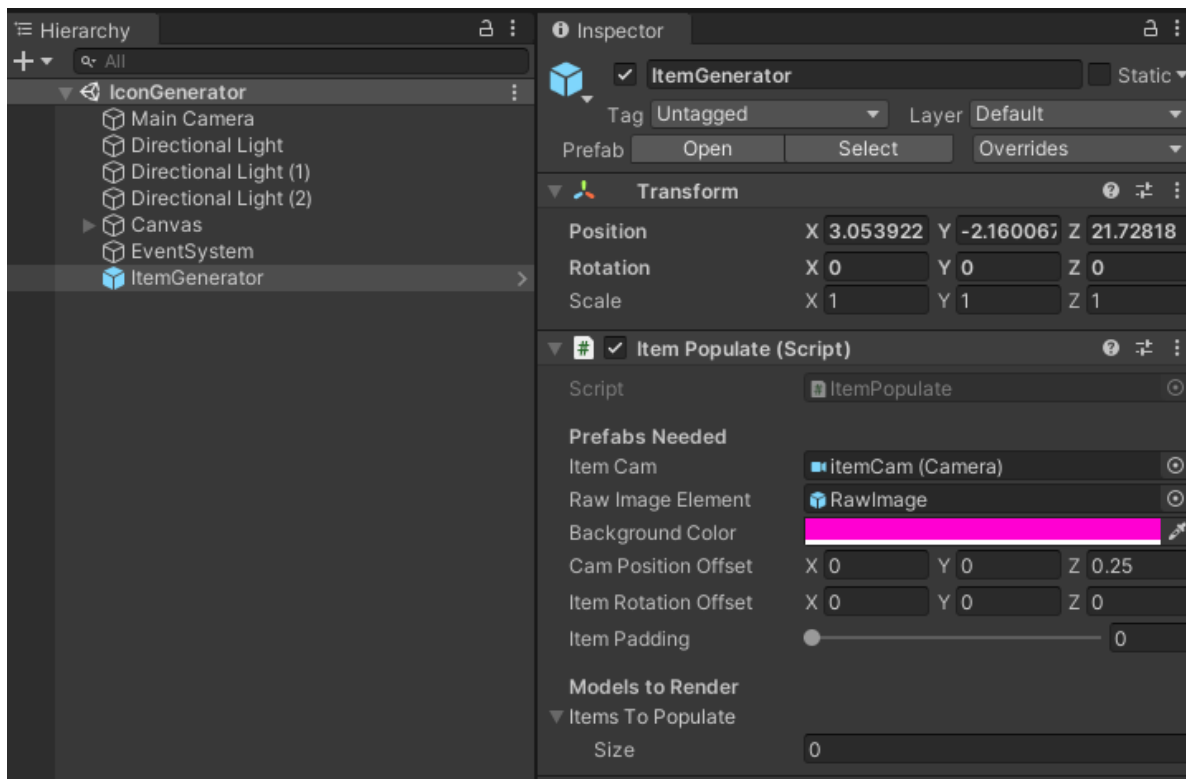 Hierarchy
All
IconGenerator
Main Camera
Directional Light
Directional Light (1)
Directional Light (2)
Canvas
EventSystem
ItemGenerator
Inspector
ItemGenerator Static
Tag Untagged Layer Default
Prefab Open Select Overrides
Transform
Position X 3.053922 Y -2.160067 Z 21.72818
Rotation X 0 Y 0 Z 0
Scale X 1 Y 1 Z 1
# Item Populate (Script)
Script # ItemPopulate
Prefabs Needed
Item Cam itemCam (Camera)
Raw Image Element RawImage
Background Color
Cam Position Offset X 0 Y 0 Z 0.25
Item Rotation Offset X 0 Y 0 Z 0
Item Padding 0
Models to Render
Items To Populate
Size 0